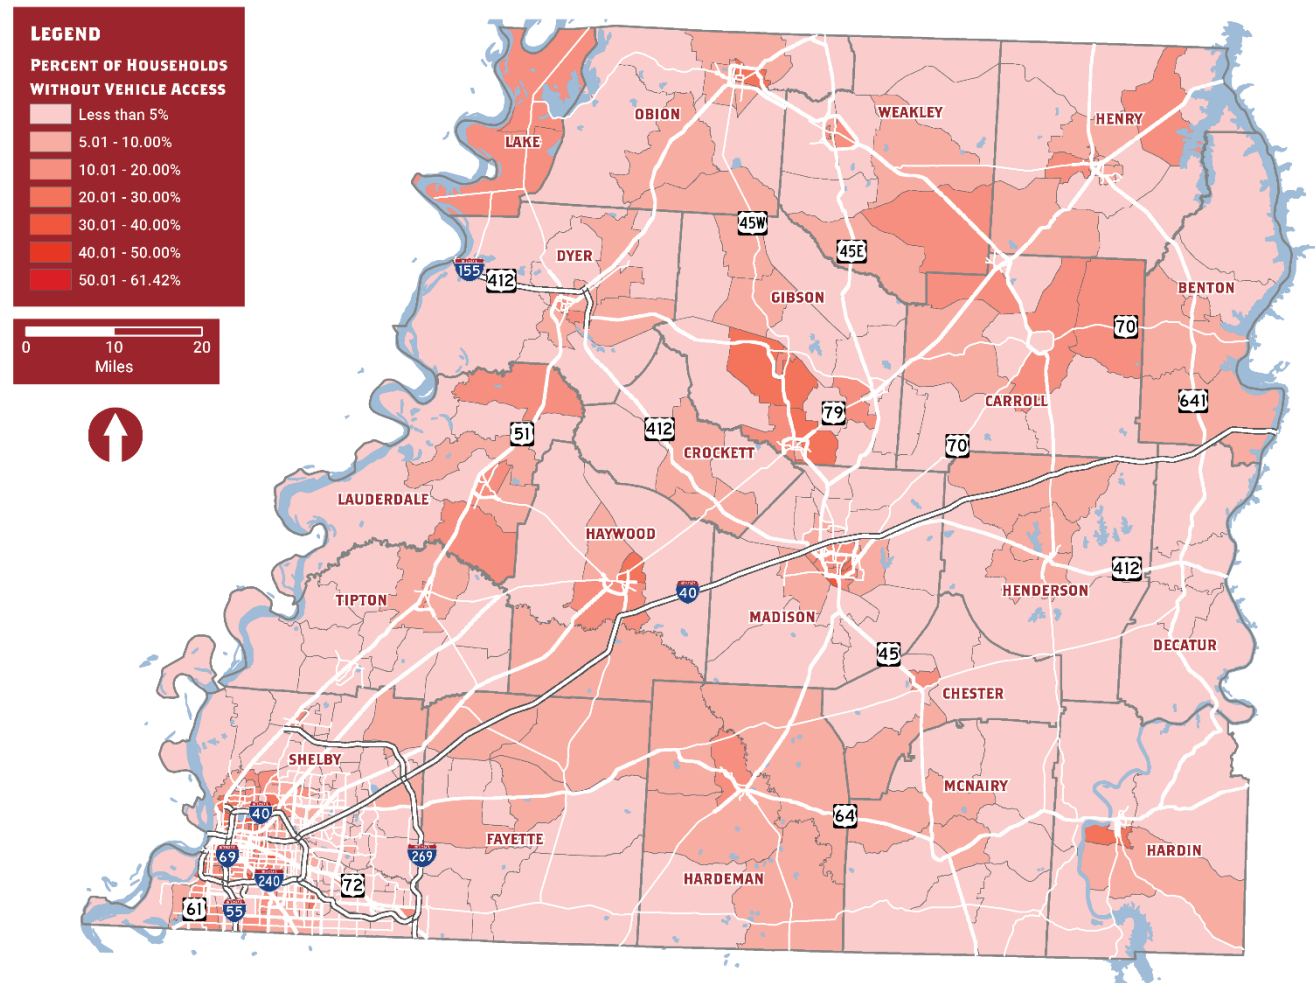 LEGEND
PERCENT OF HOUSEHOLDS
WITHOUT VEHICLE ACCESS
Less than 5%
5.01 - 10.00%
10.01 - 20.00%
20.01 - 30.00%
30.01 - 40.00%
40.01 - 50.00%
50.01 - 61.42%
0 10 20
Miles
OBION
WEAKLEY
HENRY
LAKE
45W
45E
DYER
155
412
GIBSON
BENTON
70
CARROLL
641
79
51
412
CROCKETT
70
LAUDERDALE
HAYWOOD
40
412
HENDERSON
TIPTON
MADISON
45
DECATUR
CHESTER
SHELBY
MCNAIRY
40
64
FAYETTE
HARDIN
69
269
240
72
HARDEMAN
61
55